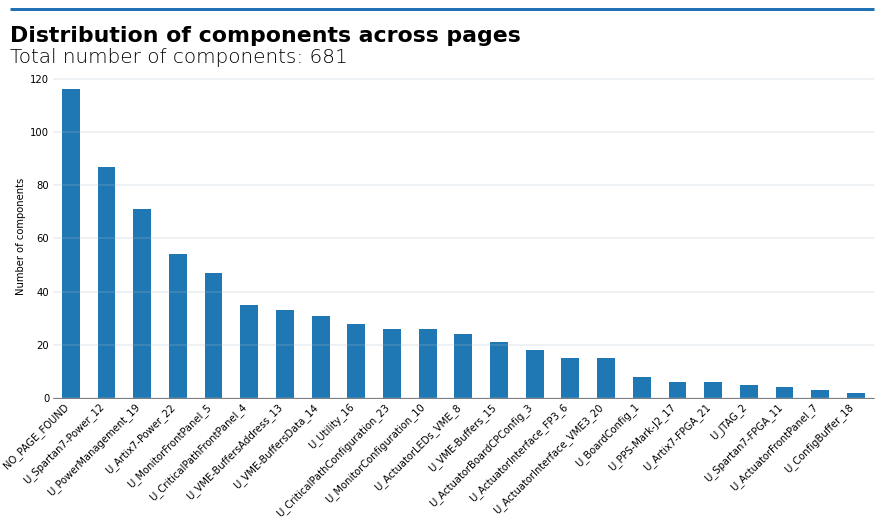 Distribution of components across pages
Total number of components: 681
Number of components
120
100
80
60
40
20
0
NO_PAGE_FOUND
U_Spartan7-Power_12
U_PowerManagement_19
U_Artix7-Power_22
U_MonitorFrontPanel_5
U_CriticalPathFrontPanel_4
U_VME-BuffersAddress_13
U_VME-BuffersData_14
U_Utility_16
U_CriticalPathConfiguration_23
U_MonitorConfiguration_10
U_ActuatorLEDs_VME_8
U_VME-Buffers_15
U_ActuatorBoardCPConfig_3
U_ActuatorInterface_FP3_6
U_ActuatorInterface_VME3_20
U_BoardConfig_1
U_PPS-Mark-J2_17
U_Artix7-FPGA_21
U_JTAG_2
U_Spartan7-FPGA_11
U_ActuatorFrontPanel_7
U_ConfigBuffer_18